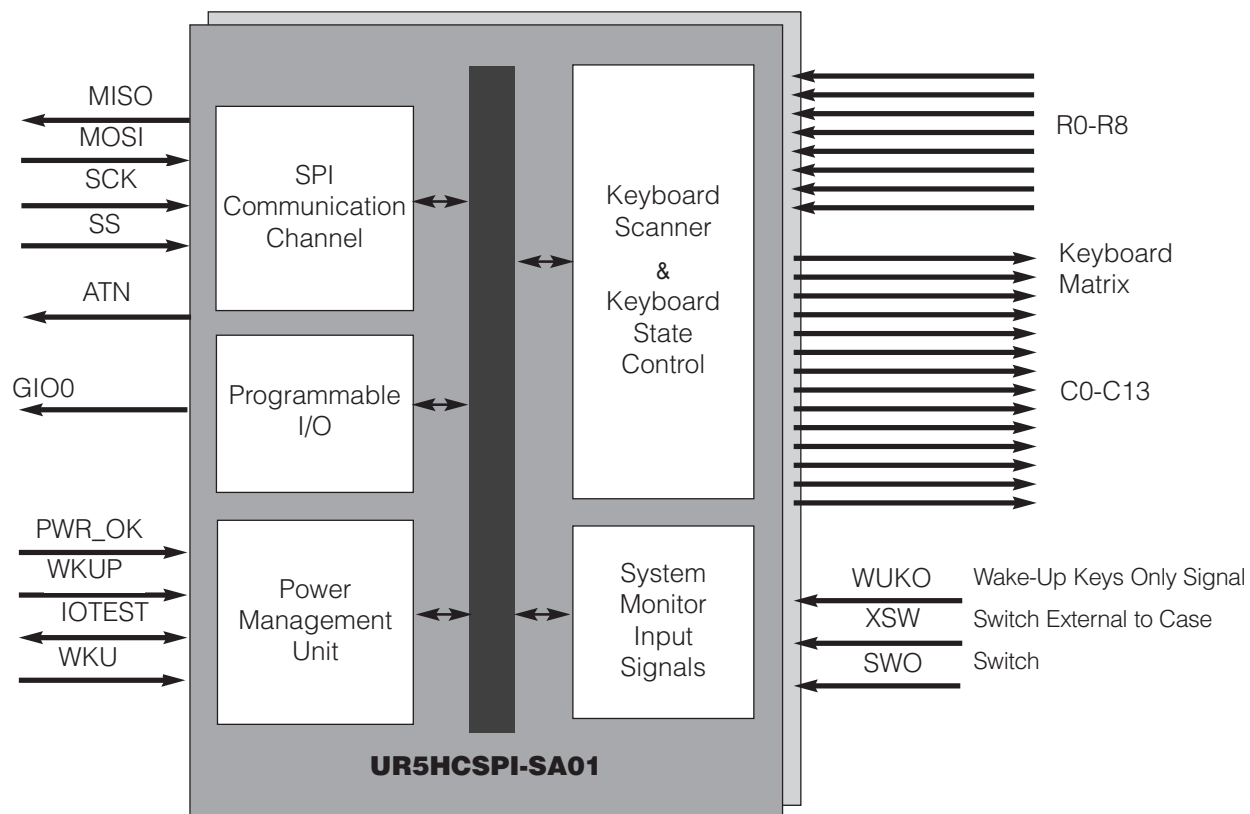 MISO
MOSI
SCK
SS
ATN
GIO0
PWR_OK
WKUP
IOTEST
WKU
SPI
Communication
Channel
Programmable
I/O
Power
Management
Unit
Keyboard
Scanner
&
Keyboard
State
Control
System
Monitor
Input
Signals
R0-R8
Keyboard
Matrix
C0-C13
WUKO Wake-Up Keys Only Signal
XSW Switch External to Case
SWO Switch
UR5HCSPI-SA01